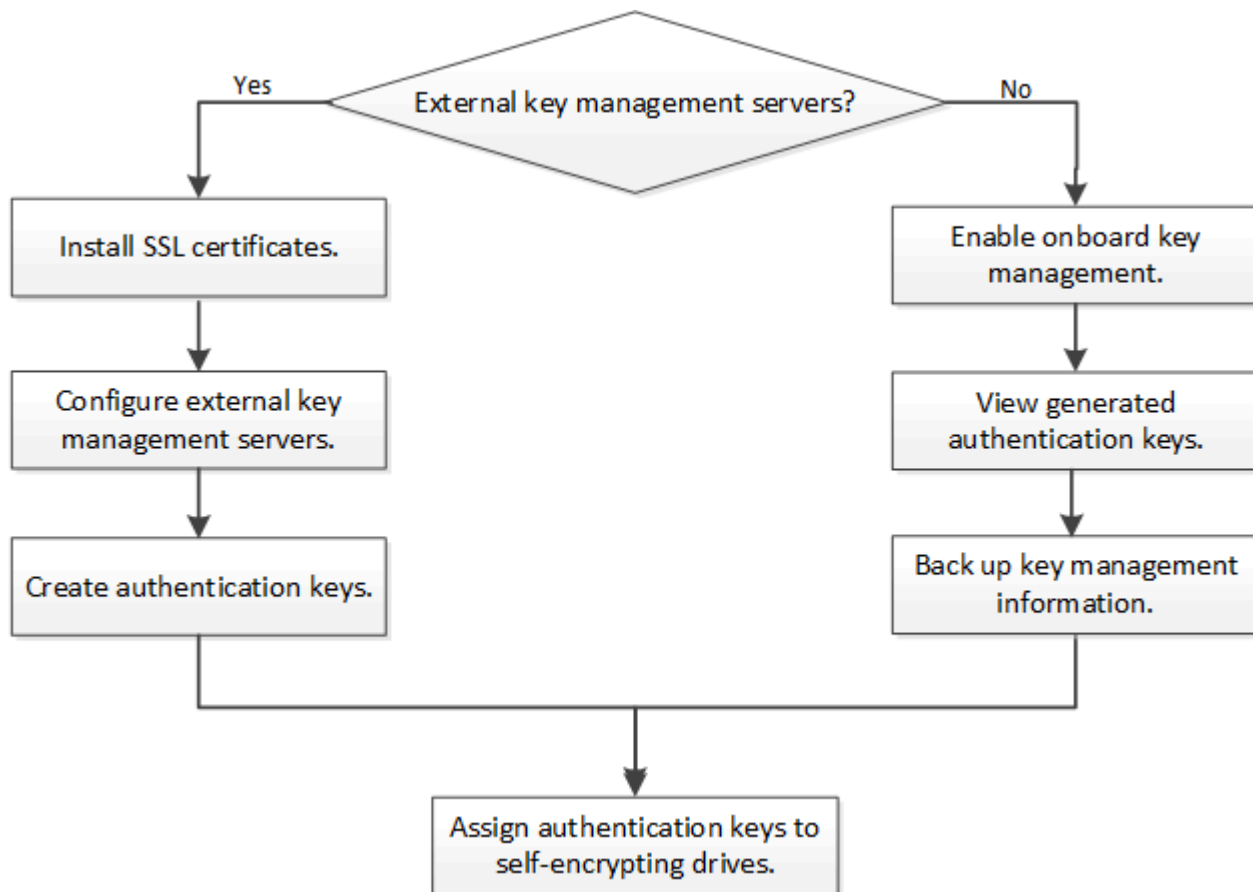 External key management servers?
Yes
No
Install SSL certificates.
Configure external key
management servers.
Create authentication keys.
Enable onboard key
management.
View generated
authentication keys.
Back up key management
information.
Assign authentication keys to
self-encrypting drives.